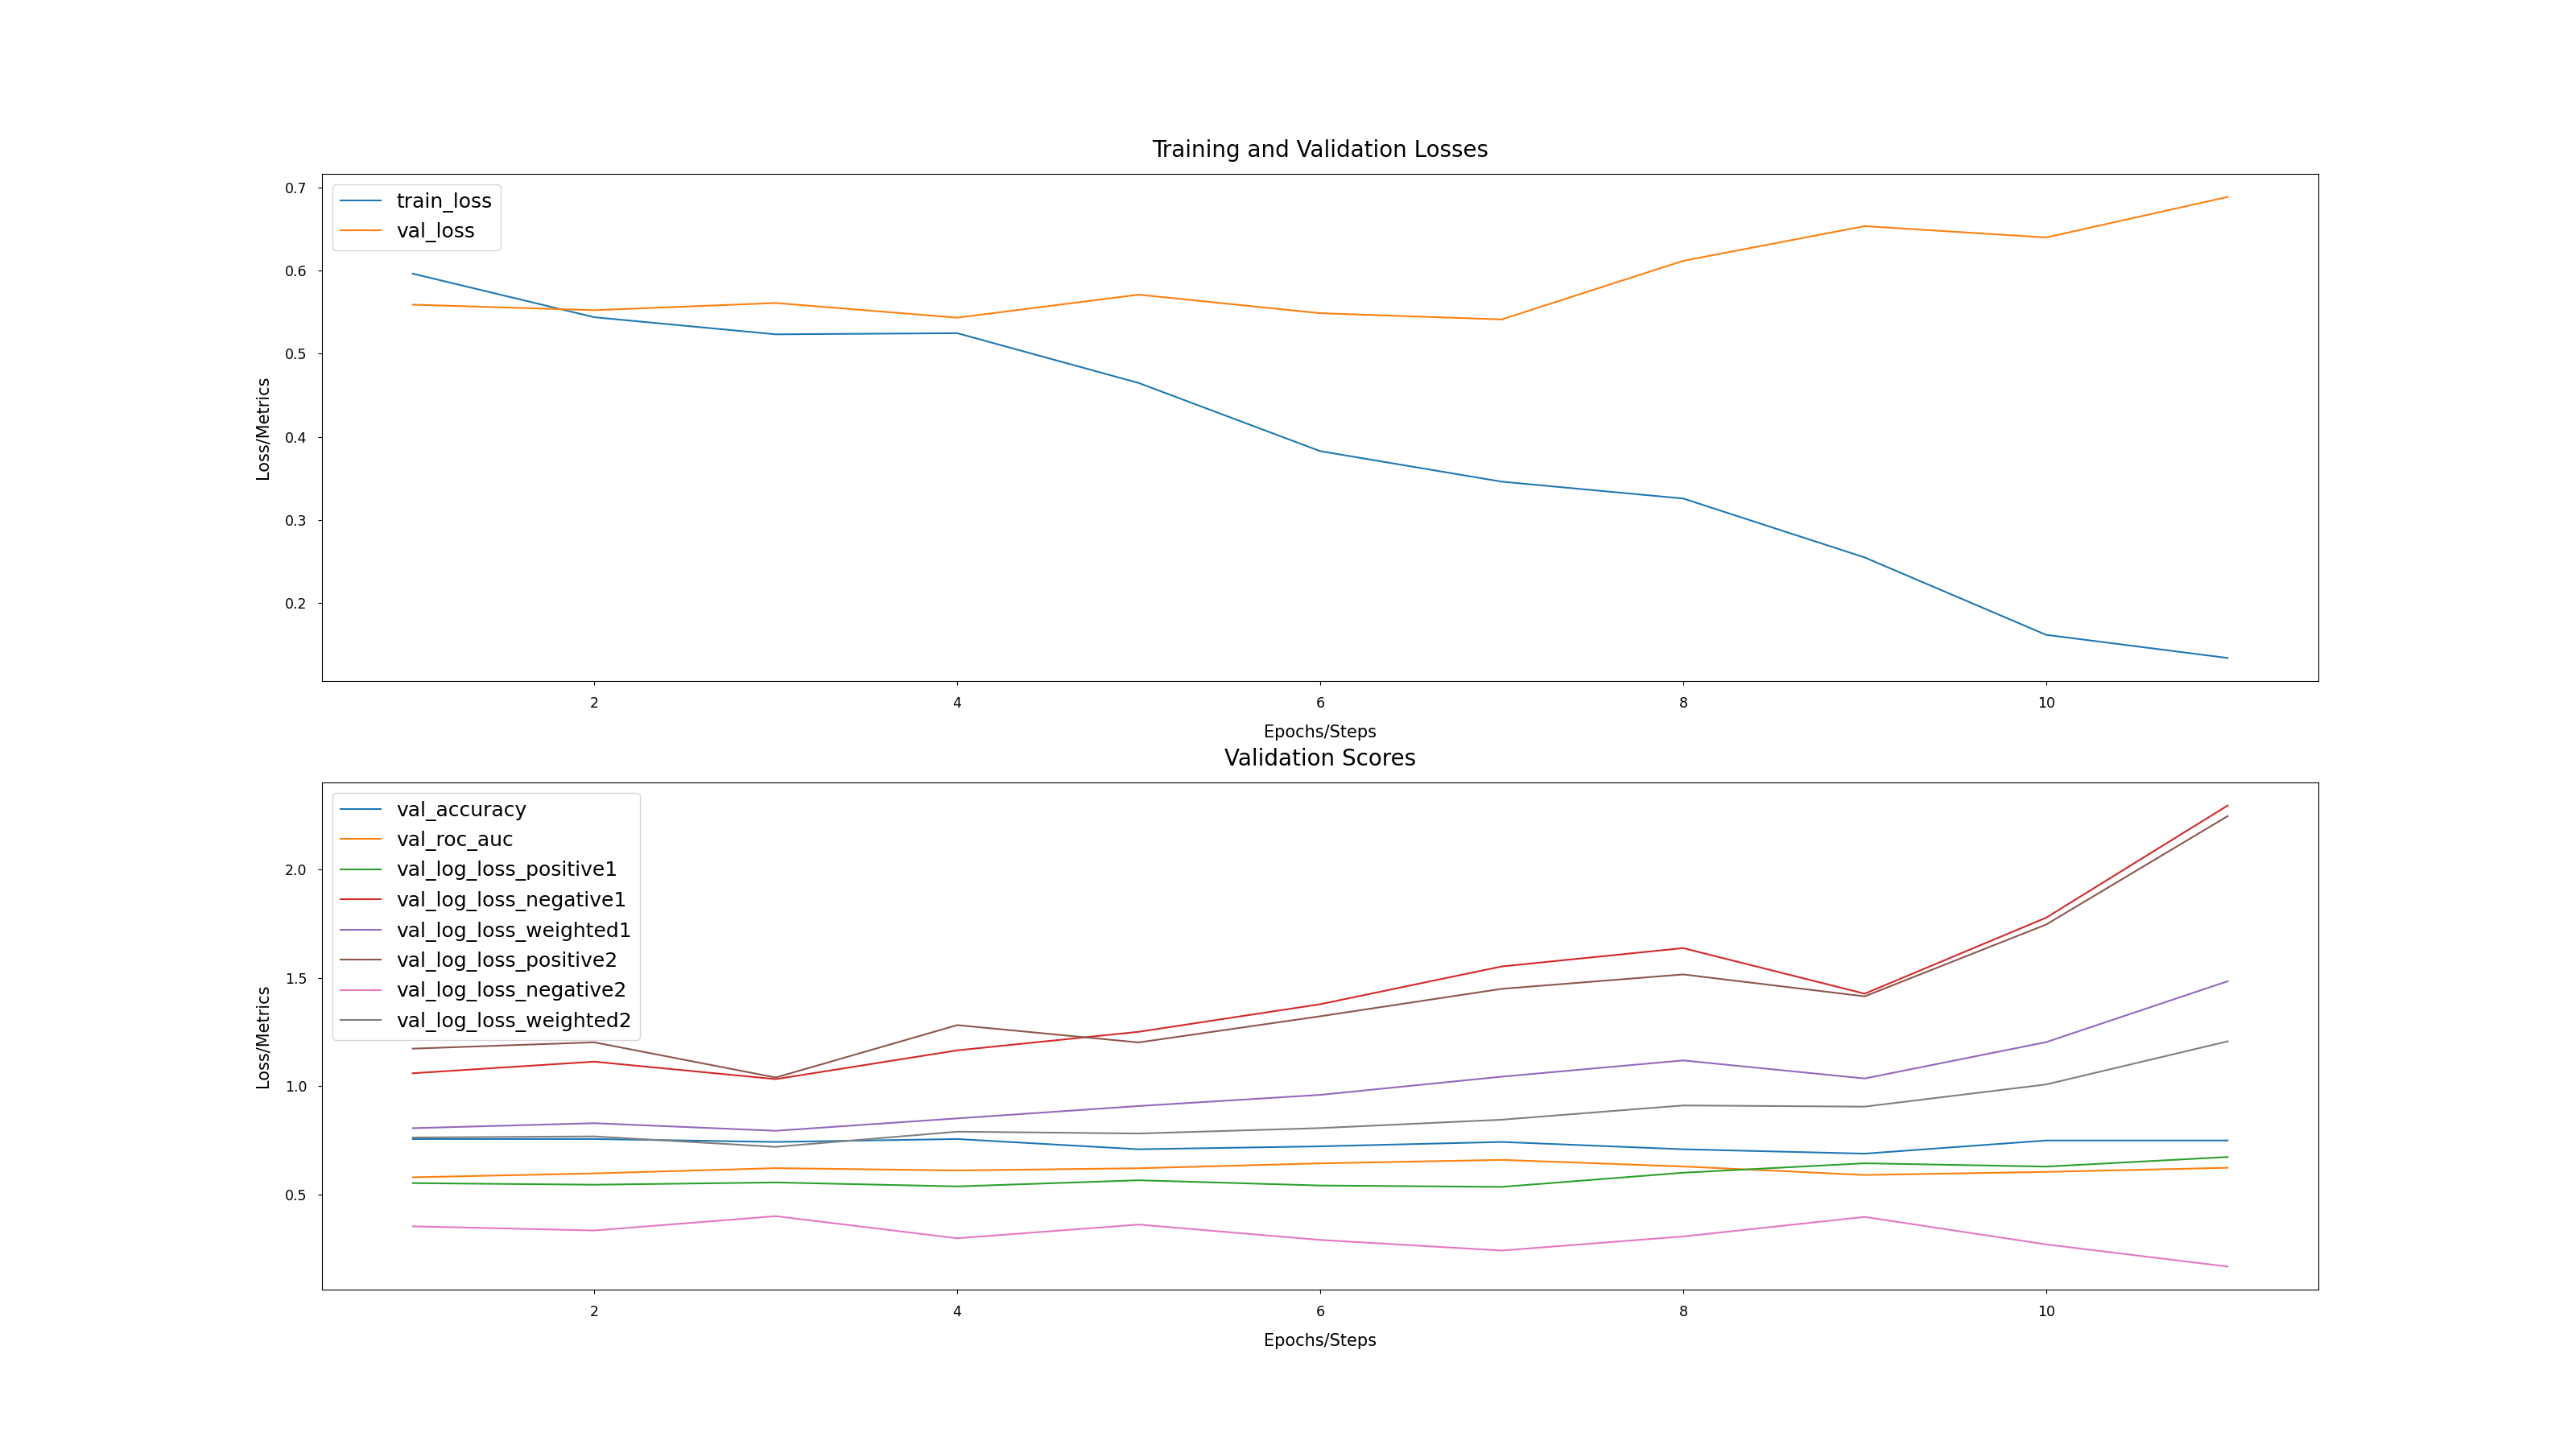 Training and Validation Losses
train_loss
val_loss
0.7
0.6
0.5
0.4
0.3
0.2
Loss/Metrics
2 4 6 8 10
Epochs/Steps
Validation Scores
val_accuracy
val_roc_auc
val_log_loss_positive1
val_log_loss_negative1
val_log_loss_weighted1
val_log_loss_positive2
val_log_loss_negative2
val_log_loss_weighted2
2.0
1.5
1.0
0.5
Loss/Metrics
2 4 6 8 10
Epochs/Steps